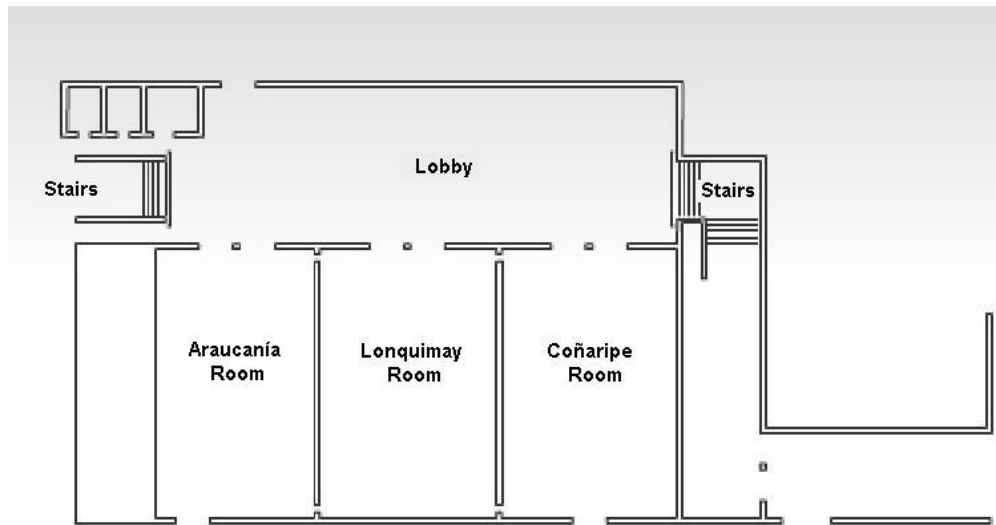 Lobby
Stairs
Stairs
Araucanía
Room
Lonquimay
Room
Coñaripe
Room